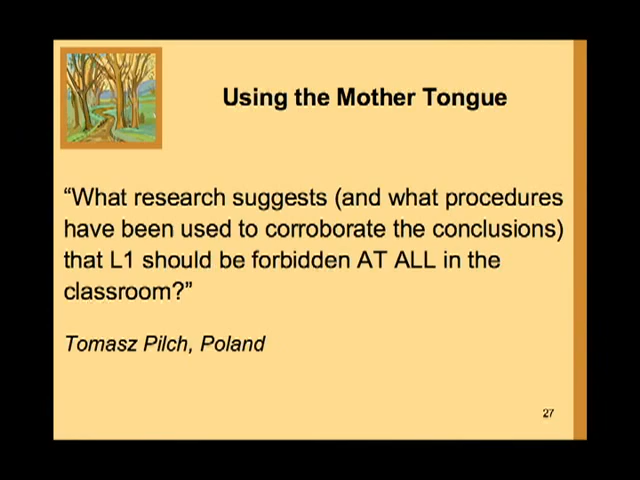 Using the Mother Tongue
“What research suggests (and what procedures
have been used to corroborate the conclusions)
that L1 should be forbidden AT ALL in the
classroom?”
Tomasz Pilch, Poland
27